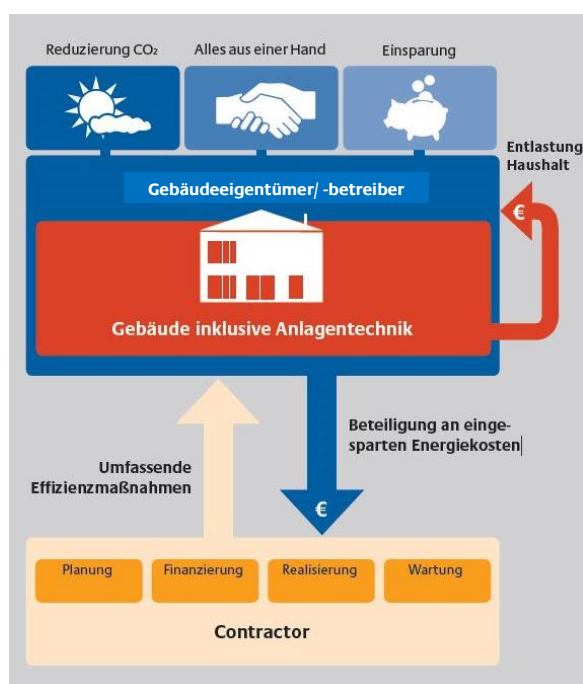 Reduzierung CO₂
Alles aus einer Hand
Einsparung
Entlastung
Haushalt
Gebäudeeigentümer/ -betreiber
€
Gebäude inklusive Anlagentechnik
Beteiligung an einge-
sparten Energiekosten
Umfassende
Effizienzmaßnahmen
€
Planung
Finanzierung
Realisierung
Wartung
Contractor